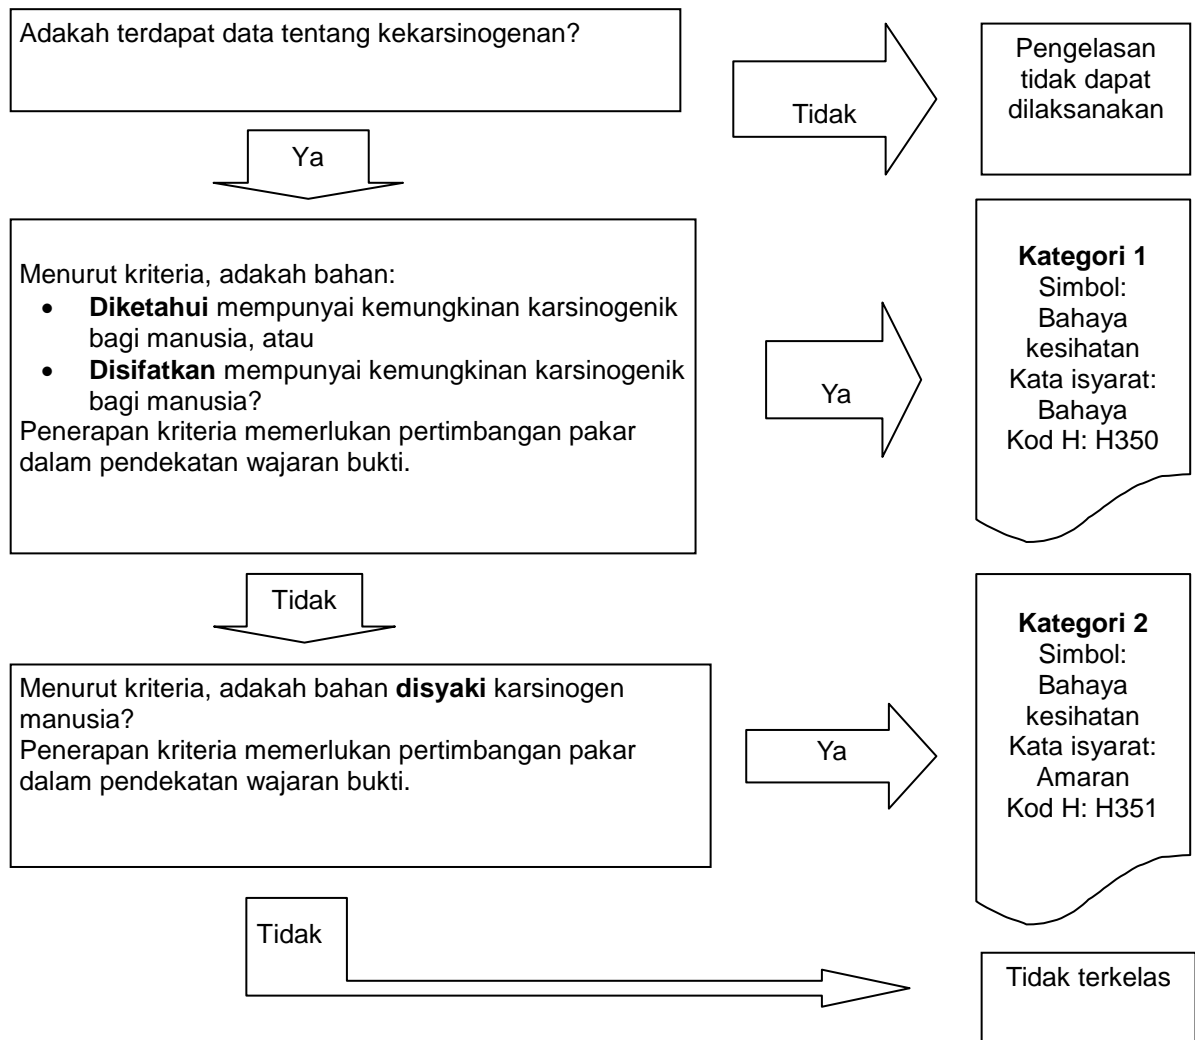 Adakah terdapat data tentang kekarsinogenan?
Tidak
Pengelasan
tidak dapat
dilaksanakan
Ya
Menurut kriteria, adakah bahan:
• Diketahui mempunyai kemungkinan karsinogenik
bagi manusia, atau
• Disifatkan mempunyai kemungkinan karsinogenik
bagi manusia?
Penerapan kriteria memerlukan pertimbangan pakar
dalam pendekatan wajaran bukti.
Ya
Kategori 1
Simbol:
Bahaya
kesihatan
Kata isyarat:
Bahaya
Kod H: H350
Tidak
Menurut kriteria, adakah bahan disyaki karsinogen
manusia?
Penerapan kriteria memerlukan pertimbangan pakar
dalam pendekatan wajaran bukti.
Ya
Kategori 2
Simbol:
Bahaya
kesihatan
Kata isyarat:
Amaran
Kod H: H351
Tidak
Tidak terkelas